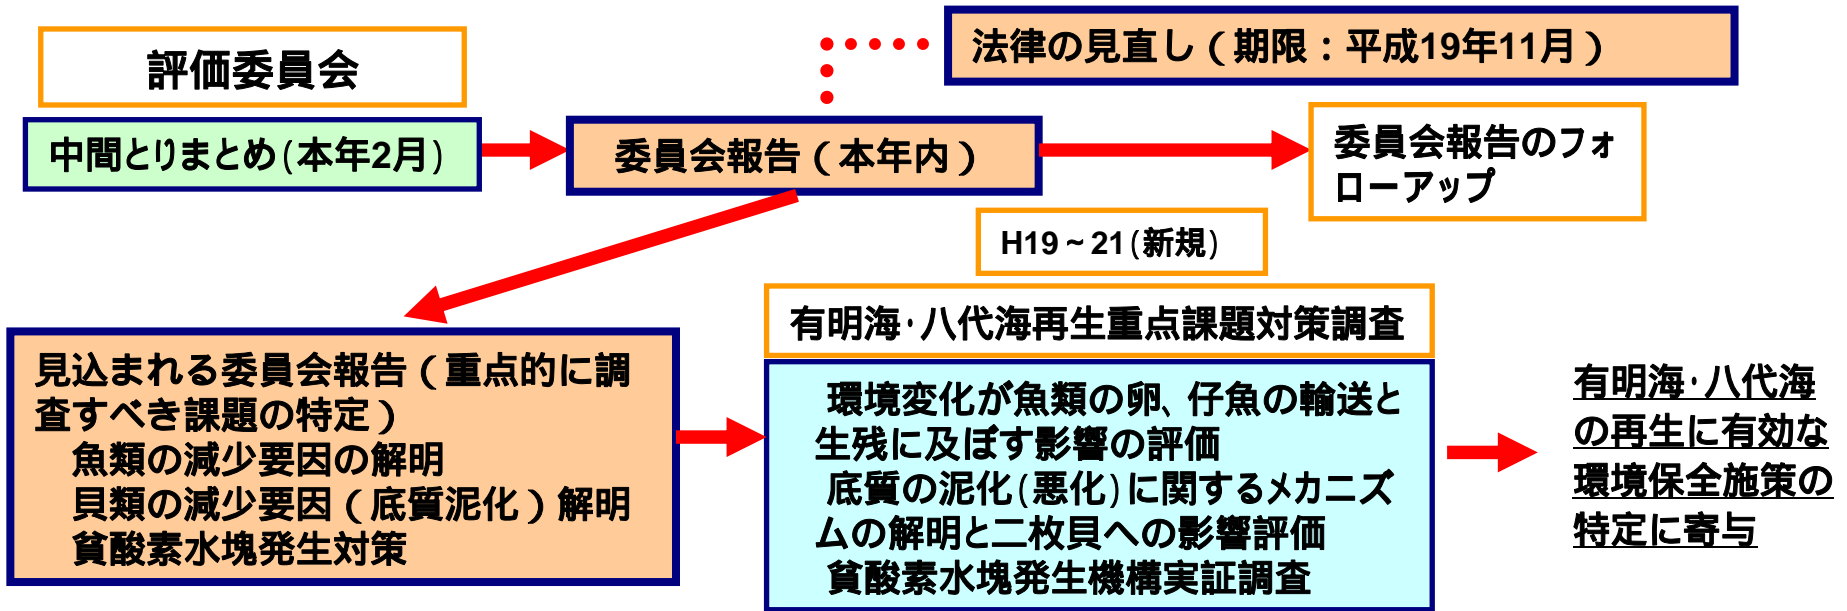 評価委員会
中間とりまとめ(本年2月)
委員会報告（本年内）
法律の見直し（期限：平成19年11月）
委員会報告のフォ
ローアップ
H19～21(新規)
見込まれる委員会報告（重点的に調
査すべき課題の特定）
魚類の減少要因の解明
貝類の減少要因（底質泥化）解明
貧酸素水塊発生対策
有明海・八代海再生重点課題対策調査
環境変化が魚類の卵、仔魚の輸送と
生残に及ぼす影響の評価
底質の泥化(悪化)に関するメカニズ
ムの解明と二枚貝への影響評価
貧酸素水塊発生機構実証調査
有明海・八代海
の再生に有効な
環境保全施策の
特定に寄与